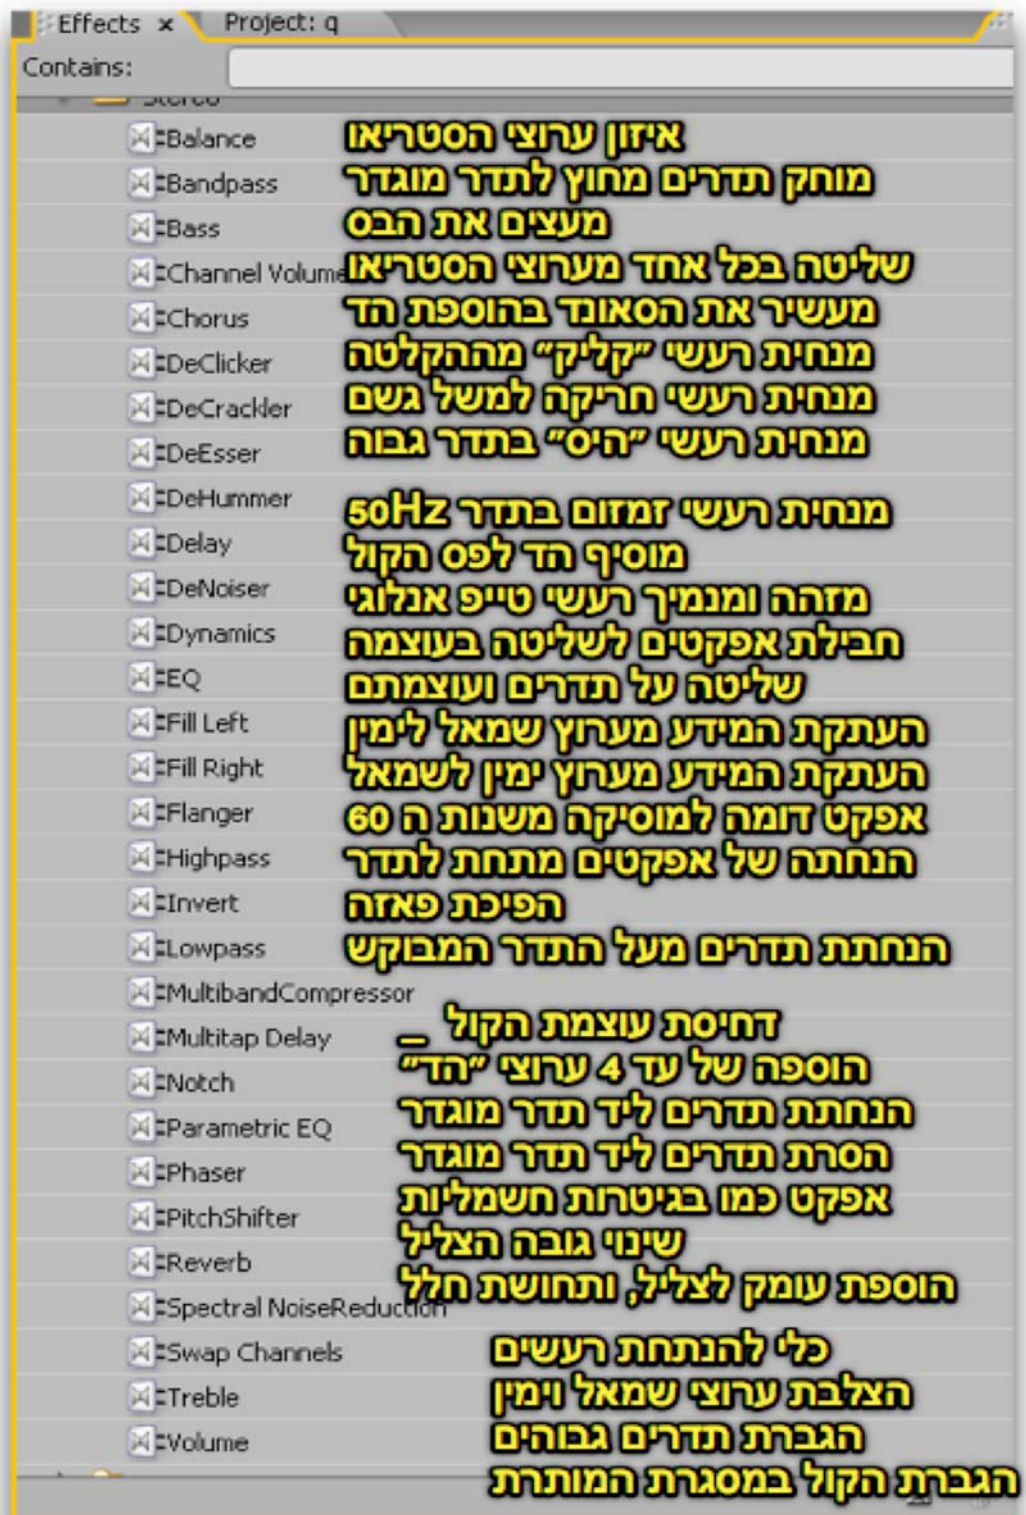 Effects x Project: q
Contains:
Stereo
Balance איזון ערוצי הסטריאו
Bandpass מוחק תדרים מחוץ לתדר מוגדר
Bass מעצים את הבס
Channel Volume שליטה בכל אחד מערוצי הסטריאו
Chorus מעשיר את הסאונד בהוספת הד
DeClicker מנחית רעשי "קליק" מההקלטה
DeCrackler מנחית רעשי חריקה למשל גשם
DeEsser מנחית רעשי "היס" בתדר גבוה
DeHummer מנחית רעשי זמזום בתדר 50Hz
Delay מוסיף הד לפס הקול
DeNoiser מזהה ומנמיך רעשי טייפ אנלוגי
Dynamics חבילת אפקטים לשליטה בעוצמה
EQ שליטה על תדרים ועוצמתם
Fill Left העתקת המידע מערוץ שמאל לימין
Fill Right העתקת המידע מערוץ ימין לשמאל
Flanger אפקט דומה למוסיקה משנות ה 60
Highpass הנחתה של אפקטים מתחת לתדר
Invert הפיכת פאזה
Lowpass הנחתת תדרים מעל התדר המבוקש
MultibandCompressor
דחיסת עוצמת הקול _
Multitap Delay
הוספה של עד 4 ערוצי "הד"
Notch
הנחתת תדרים ליד תדר מוגדר
Parametric EQ
הסרת תדרים ליד תדר מוגדר
Phaser
אפקט כמו בגיטרות חשמליות
PitchShifter
שינוי גובה הצליל
Reverb
הוספת עומק לצליל, ותחושת חלל
Spectral NoiseReduction
כלי להנתחת רעשים
Swap Channels
הצלבת ערוצי שמאל וימין
Treble
הגברת תדרים גבוהים
Volume
הגברת הקול במסגרת המותרת